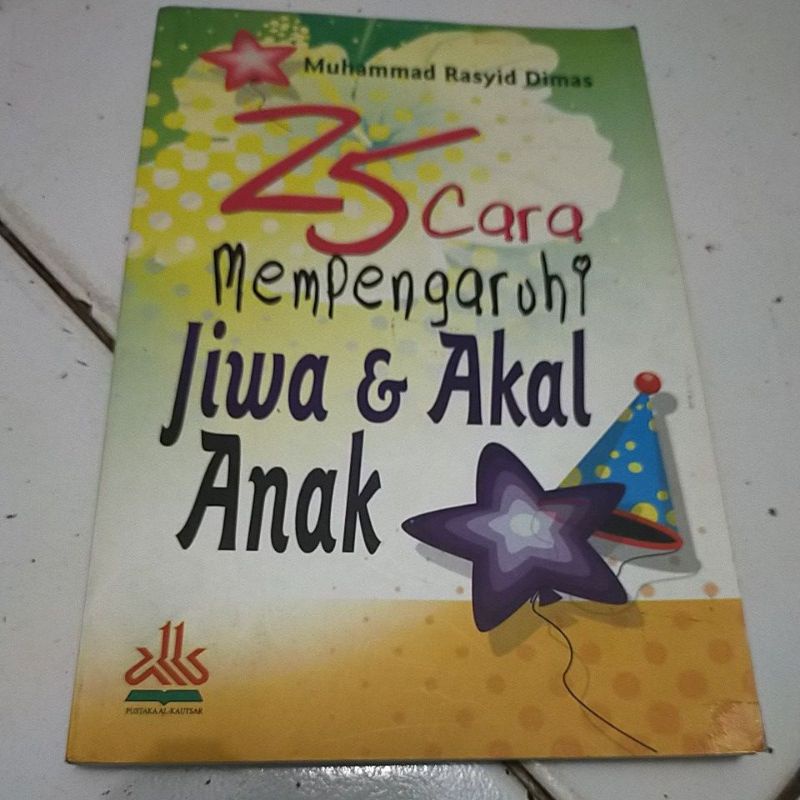 Muhammad Rasyid Dimas
25 Cara
Mempengaruhi
Jiwa & Akal
Anak
PUSTAKA AL-KAUTSAR